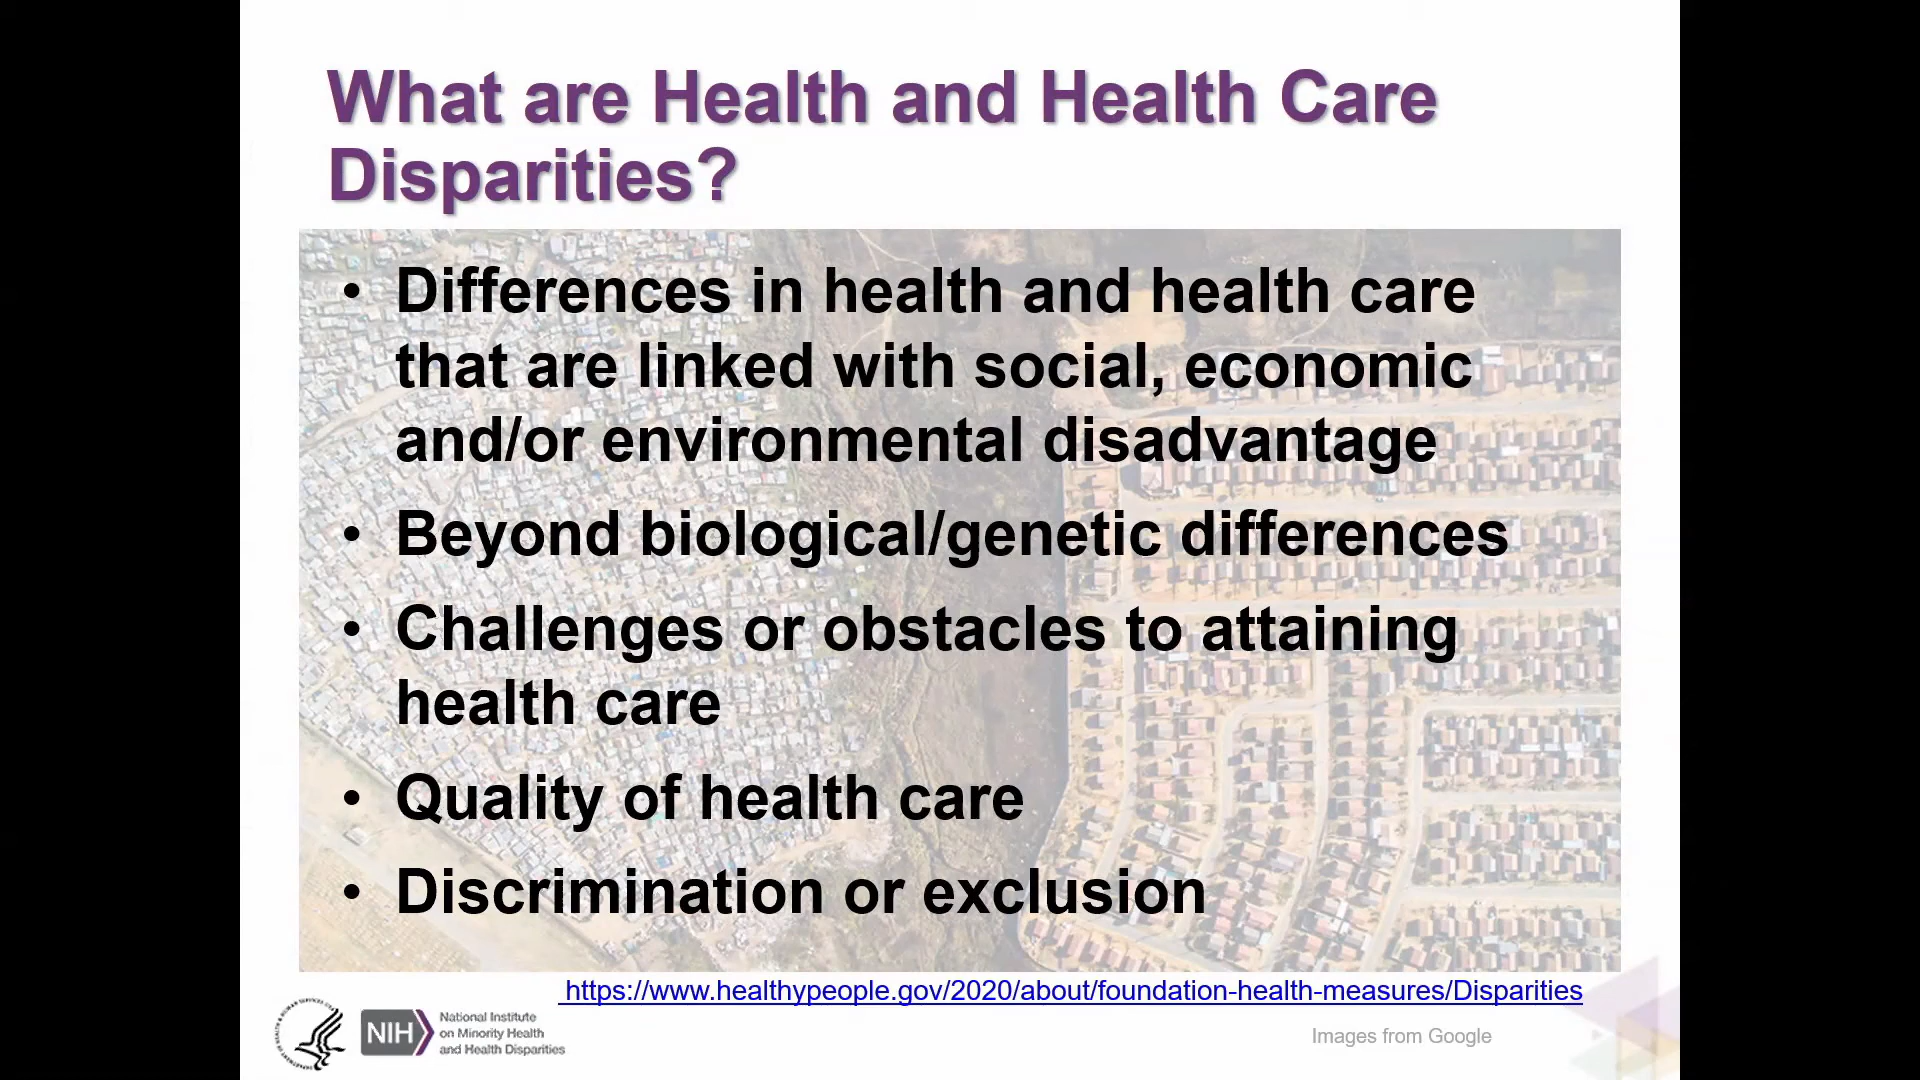 What are Health and Health Care
Disparities?
• Differences in health and health care
that are linked with social, economic
and/or environmental disadvantage
• Beyond biological/genetic differences
• Challenges or obstacles to attaining
health care
• Quality of health care
• Discrimination or exclusion
https://www.healthypeople.gov/2020/about/foundation-health-measures/Disparities
NIH
National Institute
on Minority Health
and Health Disparities
Images from Google